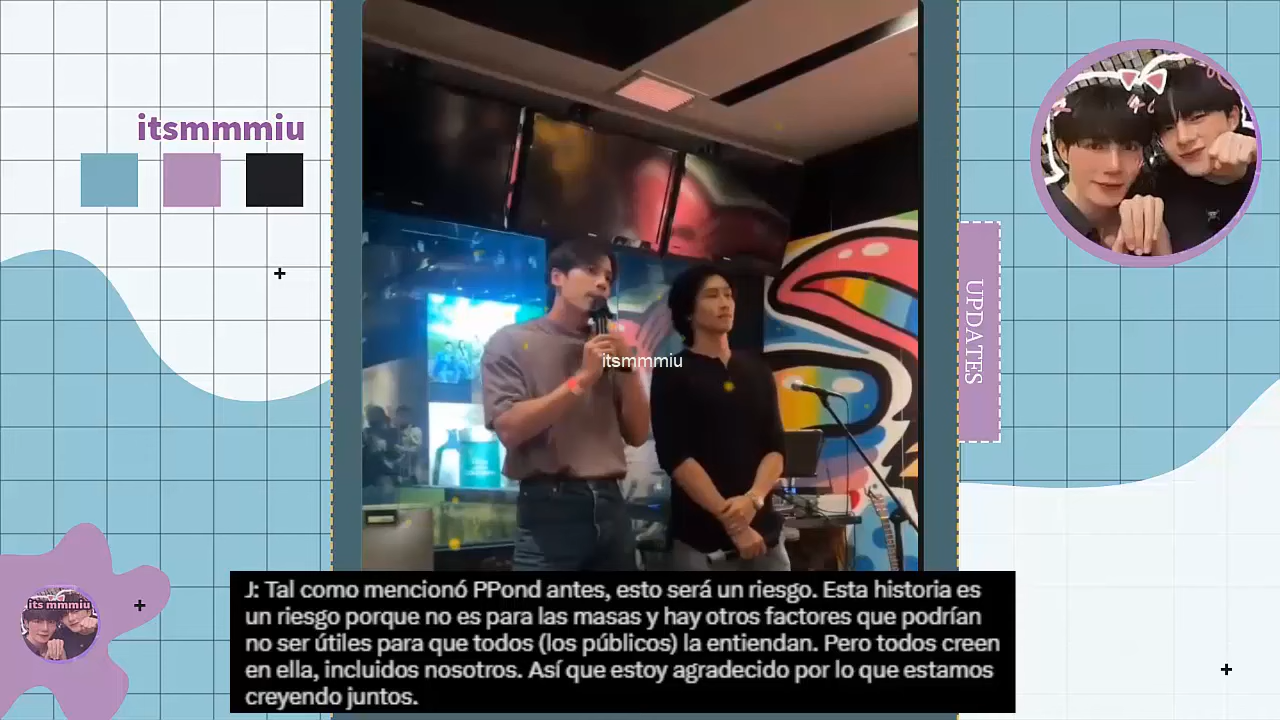 itsmmmiu
UPDATES
itsmmmiu
its mmmiu
J: Tal como mencionó PPond antes, esto será un riesgo. Esta historia es
un riesgo porque no es para las masas y hay otros factores que podrían
no ser útiles para que todos (los públicos) la entiendan. Pero todos creen
en ella, incluidos nosotros. Así que estoy agradecido por lo que estamos
creyendo juntos.